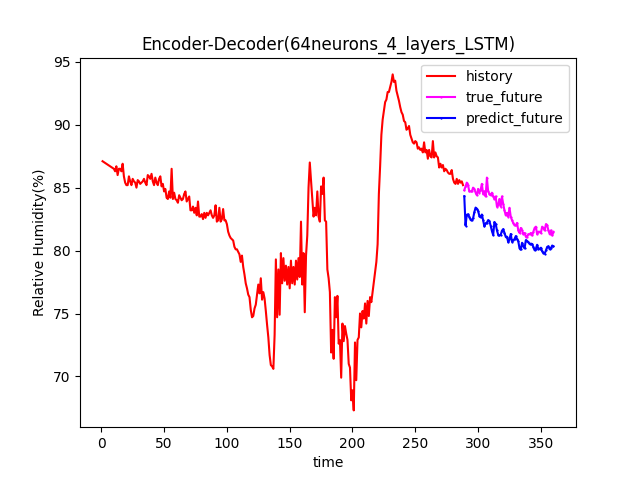 Encoder-Decoder(64neurons_4_layers_LSTM)
history
true_future
predict_future
Relative Humidity(%)
95
90
85
80
75
70
0 50 100 150 200 250 300 350
time